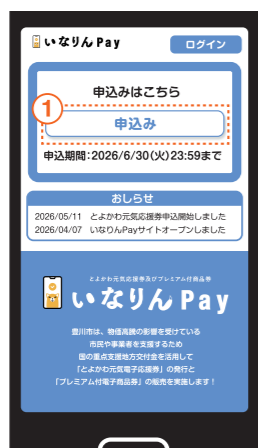 いなりん Pay
ログイン
申込みはこちら
1
申込み
申込期間:2026/6/30(火)23:59まで
おしらせ
2026/05/11 とよかわ元気応援券申込開始しました
2026/04/07 いなりんPayサイトオープンしました
とよかわ元気応援券及びプレミアム付商品券
いなりん Pay
豊川市は、物価高騰の影響を受けている
市民や事業者を支援するため
国の重点支援地方交付金を活用して
「とよかわ元気電子応援券」の発行と
「プレミアム付電子商品券」の販売を実施します!